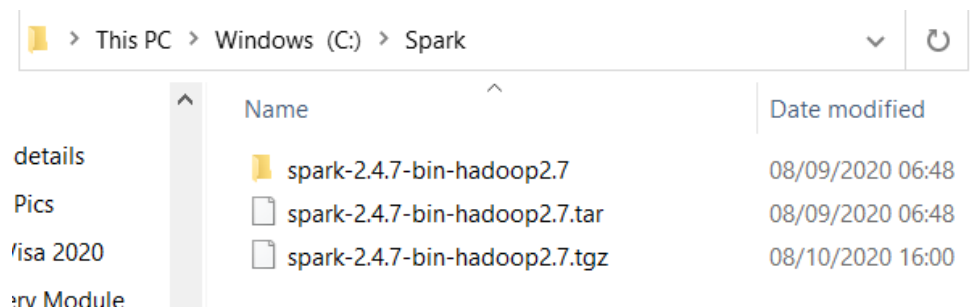 This PC > Windows (C:) > Spark
Name Date modified
details
spark-2.4.7-bin-hadoop2.7 08/09/2020 06:48
Pics
spark-2.4.7-bin-hadoop2.7.tar 08/09/2020 06:48
2020
spark-2.4.7-bin-hadoop2.7.tgz 08/10/2020 16:00
Module